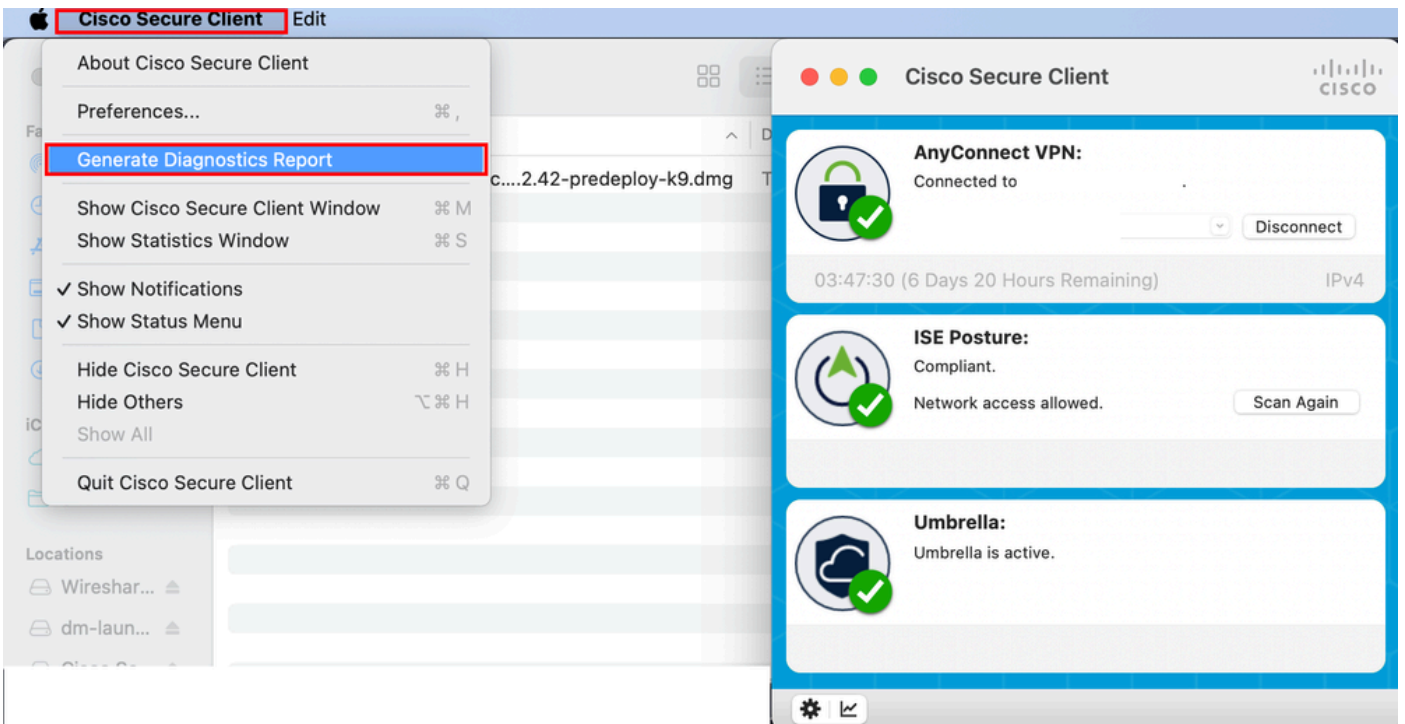 Cisco Secure Client Edit
About Cisco Secure Client
Preferences... ⌘ ,
Generate Diagnostics Report
Show Cisco Secure Client Window ⌘ M
Show Statistics Window ⌘ S
✓ Show Notifications
✓ Show Status Menu
Hide Cisco Secure Client ⌘ H
Hide Others ⌥ ⌘ H
Show All
Quit Cisco Secure Client ⌘ Q
Fa
iC
D
c....2.42-predeploy-k9.dmg T
Locations
Wireshar...
dm-laun...
Cisco Secure Client
CISCO
AnyConnect VPN:
Connected to .
Disconnect
03:47:30 (6 Days 20 Hours Remaining) IPv4
ISE Posture:
Compliant.
Network access allowed. Scan Again
Umbrella:
Umbrella is active.